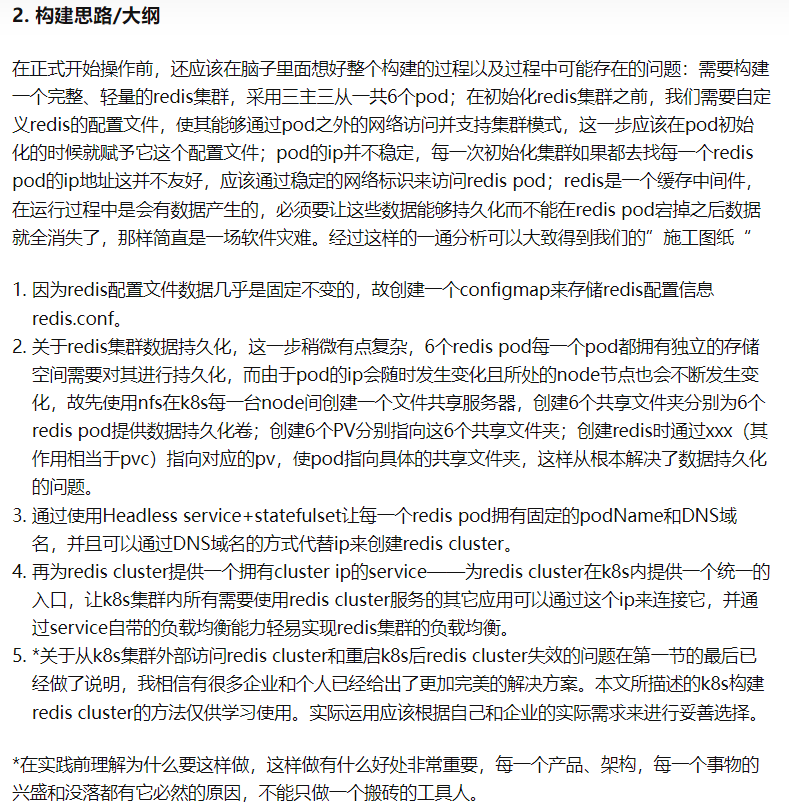 2. 构建思路/大纲
在正式开始操作前，还应该在脑子里面想好整个构建的过程以及过程中可能存在的问题：需要构建
一个完整、轻量的redis集群，采用三主三从一共6个pod；在初始化redis集群之前，我们需要自定
义redis的配置文件，使其能够通过pod之外的网络访问并支持集群模式，这一步应该在pod初始
化的时候就赋予它这个配置文件；pod的ip并不稳定，每一次初始化集群如果都去找每一个redis
pod的ip地址这并不友好，应该通过稳定的网络标识来访问redis pod；redis是一个缓存中间件，
在运行过程中是会有数据产生的，必须要让这些数据能够持久化而不能在redis pod宕掉之后数据
就全消失了，那样简直是一场软件灾难。经过这样的一通分析可以大致得到我们的”施工图纸“
1. 因为redis配置文件数据几乎是固定不变的，故创建一个configmap来存储redis配置信息
redis.conf。
2. 关于redis集群数据持久化，这一步稍微有点复杂，6个redis pod每一个pod都拥有独立的存储
空间需要对其进行持久化，而由于pod的ip会随时发生变化且所处的node节点也会不断发生变
化，故先使用nfs在k8s每一台node间创建一个文件共享服务器，创建6个共享文件夹分别为6个
redis pod提供数据持久化卷；创建6个PV分别指向这6个共享文件夹；创建redis时通过xxx（其
作用相当于pvc）指向对应的pv，使pod指向具体的共享文件夹，这样从根本解决了数据持久化
的问题。
3. 通过使用Headless service+statefulset让每一个redis pod拥有固定的podName和DNS域
名，并且可以通过DNS域名的方式代替ip来创建redis cluster。
4. 再为redis cluster提供一个拥有cluster ip的service——为redis cluster在k8s内提供一个统一的
入口，让k8s集群内所有需要使用redis cluster服务的其它应用可以通过这个ip来连接它，并通
过service自带的负载均衡能力轻易实现redis集群的负载均衡。
5. *关于从k8s集群外部访问redis cluster和重启k8s后redis cluster失效的问题在第一节的最后已
经做了说明，我相信有很多企业和个人已经给出了更加完美的解决方案。本文所描述的k8s构建
redis cluster的方法仅供学习使用。实际运用应该根据自己和企业的实际需求来进行妥善选择。
*在实践前理解为什么要这样做，这样做有什么好处非常重要，每一个产品、架构，每一个事物的
兴盛和没落都有它必然的原因，不能只做一个搬砖的工具人。